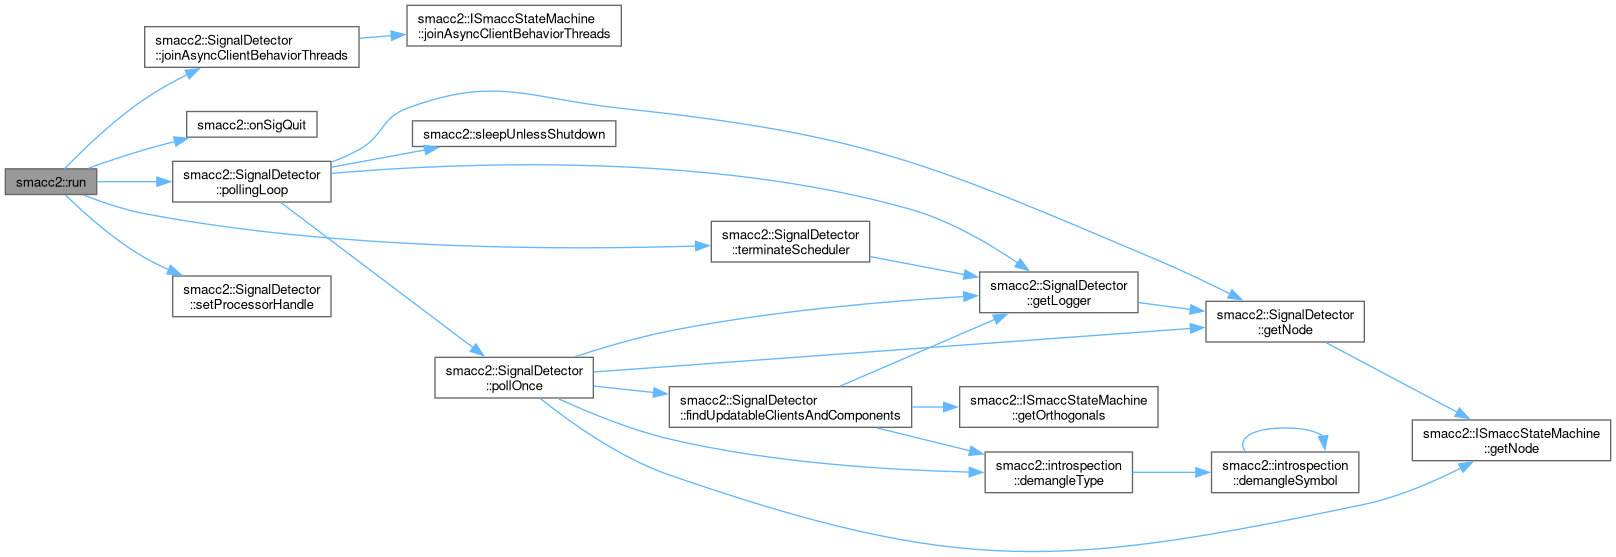 smacc2::run
smacc2::SignalDetector
::joinAsyncClientBehaviorThreads
smacc2::ISmaccStateMachine
::joinAsyncClientBehaviorThreads
smacc2::onSigQuit
smacc2::SignalDetector
::pollingLoop
smacc2::sleepUnlessShutdown
smacc2::SignalDetector
::terminateScheduler
smacc2::SignalDetector
::setProcessorHandle
smacc2::SignalDetector
::getLogger
smacc2::SignalDetector
::getNode
smacc2::SignalDetector
::pollOnce
smacc2::SignalDetector
::findUpdatableClientsAndComponents
smacc2::ISmaccStateMachine
::getOrthogonals
smacc2::ISmaccStateMachine
::getNode
smacc2::introspection
::demangleType
smacc2::introspection
::demangleSymbol